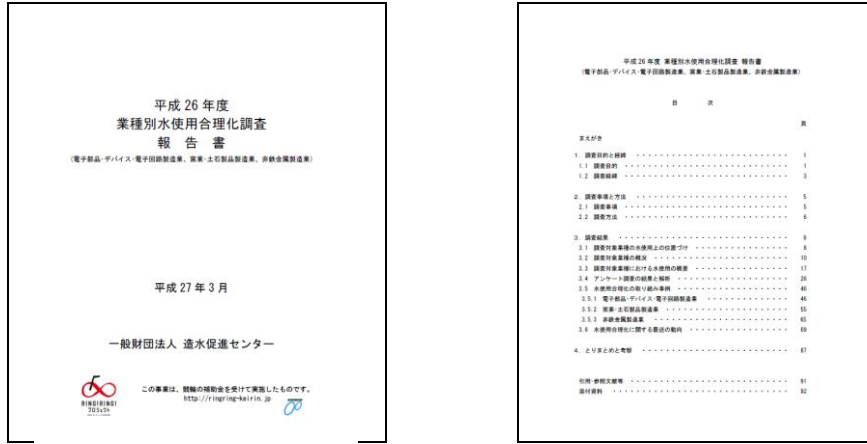 平成 26 年度
業種別水使用合理化調査
報 告 書
(電子部品・デバイス・電子回路製造業、窯業・土石製品製造業、非鉄金属製造業)
平成 27 年 3 月
一般財団法人 造水促進センター
RING!RING!
プロジェクト
この事業は、競輪の補助金を受けて実施したものです。
http://ringring-keirin.jp
平成 26 年度 業種別水使用合理化調査 報告書
(電子部品・デバイス・電子回路製造業、窯業・土石製品製造業、非鉄金属製造業)
目 次
頁
まえがき
1. 調査目的と経緯 ・・・・・・・・・・・・・・・・・・・・・・・・ 1
1.1 調査目的 ・・・・・・・・・・・・・・・・・・・・・・・・ 1
1.2 調査経緯 ・・・・・・・・・・・・・・・・・・・・・・・・ 3
2. 調査事項と方法 ・・・・・・・・・・・・・・・・・・・・・・・・ 5
2.1 調査事項 ・・・・・・・・・・・・・・・・・・・・・・・・ 5
2.2 調査方法 ・・・・・・・・・・・・・・・・・・・・・・・・ 6
3. 調査結果 ・・・・・・・・・・・・・・・・・・・・・・・・ 8
3.1 調査対象業種の水使用上の位置づけ ・・・・・・・・・・・・・・・ 8
3.2 調査対象業種の概況 ・・・・・・・・・・・・・・・・・・・・ 10
3.3 調査対象業種における水使用の概要 ・・・・・・・・・・・・・・・ 17
3.4 アンケート調査の結果と解析 ・・・・・・・・・・・・・・・・・ 26
3.5 水使用合理化の取り組み事例 ・・・・・・・・・・・・・・・・・ 46
3.5.1 電子部品・デバイス・電子回路製造業 ・・・・・・・・・・・・・ 46
3.5.2 窯業・土石製品製造業 ・・・・・・・・・・・・・・・・・・ 55
3.5.3 非鉄金属製造業 ・・・・・・・・・・・・・・・・・・・・ 65
3.6 水使用合理化に関する最近の動向 ・・・・・・・・・・・・・・・・ 69
4. とりまとめと考察 ・・・・・・・・・・・・・・・・・・・・・・ 87
引用・参照文献等 ・・・・・・・・・・・・・・・・・・・・・・・ 91
添付資料 ・・・・・・・・・・・・・・・・・・・・・・・・・ 92